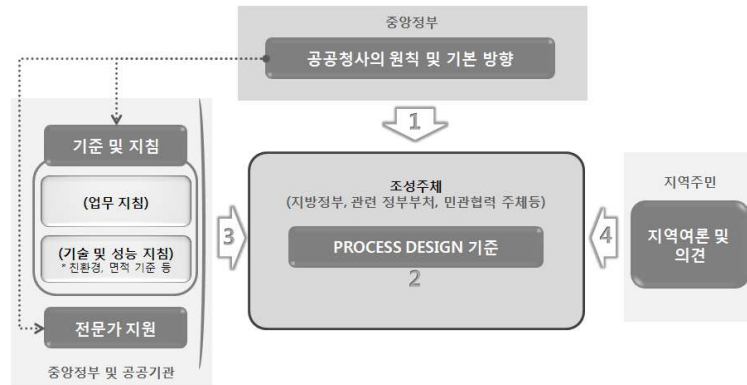 중앙정부
공공청사의 원칙 및 기본 방향
1
기준 및 지침
(업무 지침)
(기술 및 성능 지침)
* 친환경, 면적 기준 등
전문가 지원
중앙정부 및 공공기관
3
조성주체
(지방정부, 관련 정부부처, 민관협력 주체등)
PROCESS DESIGN 기준
2
4
지역주민
지역여론 및
의견